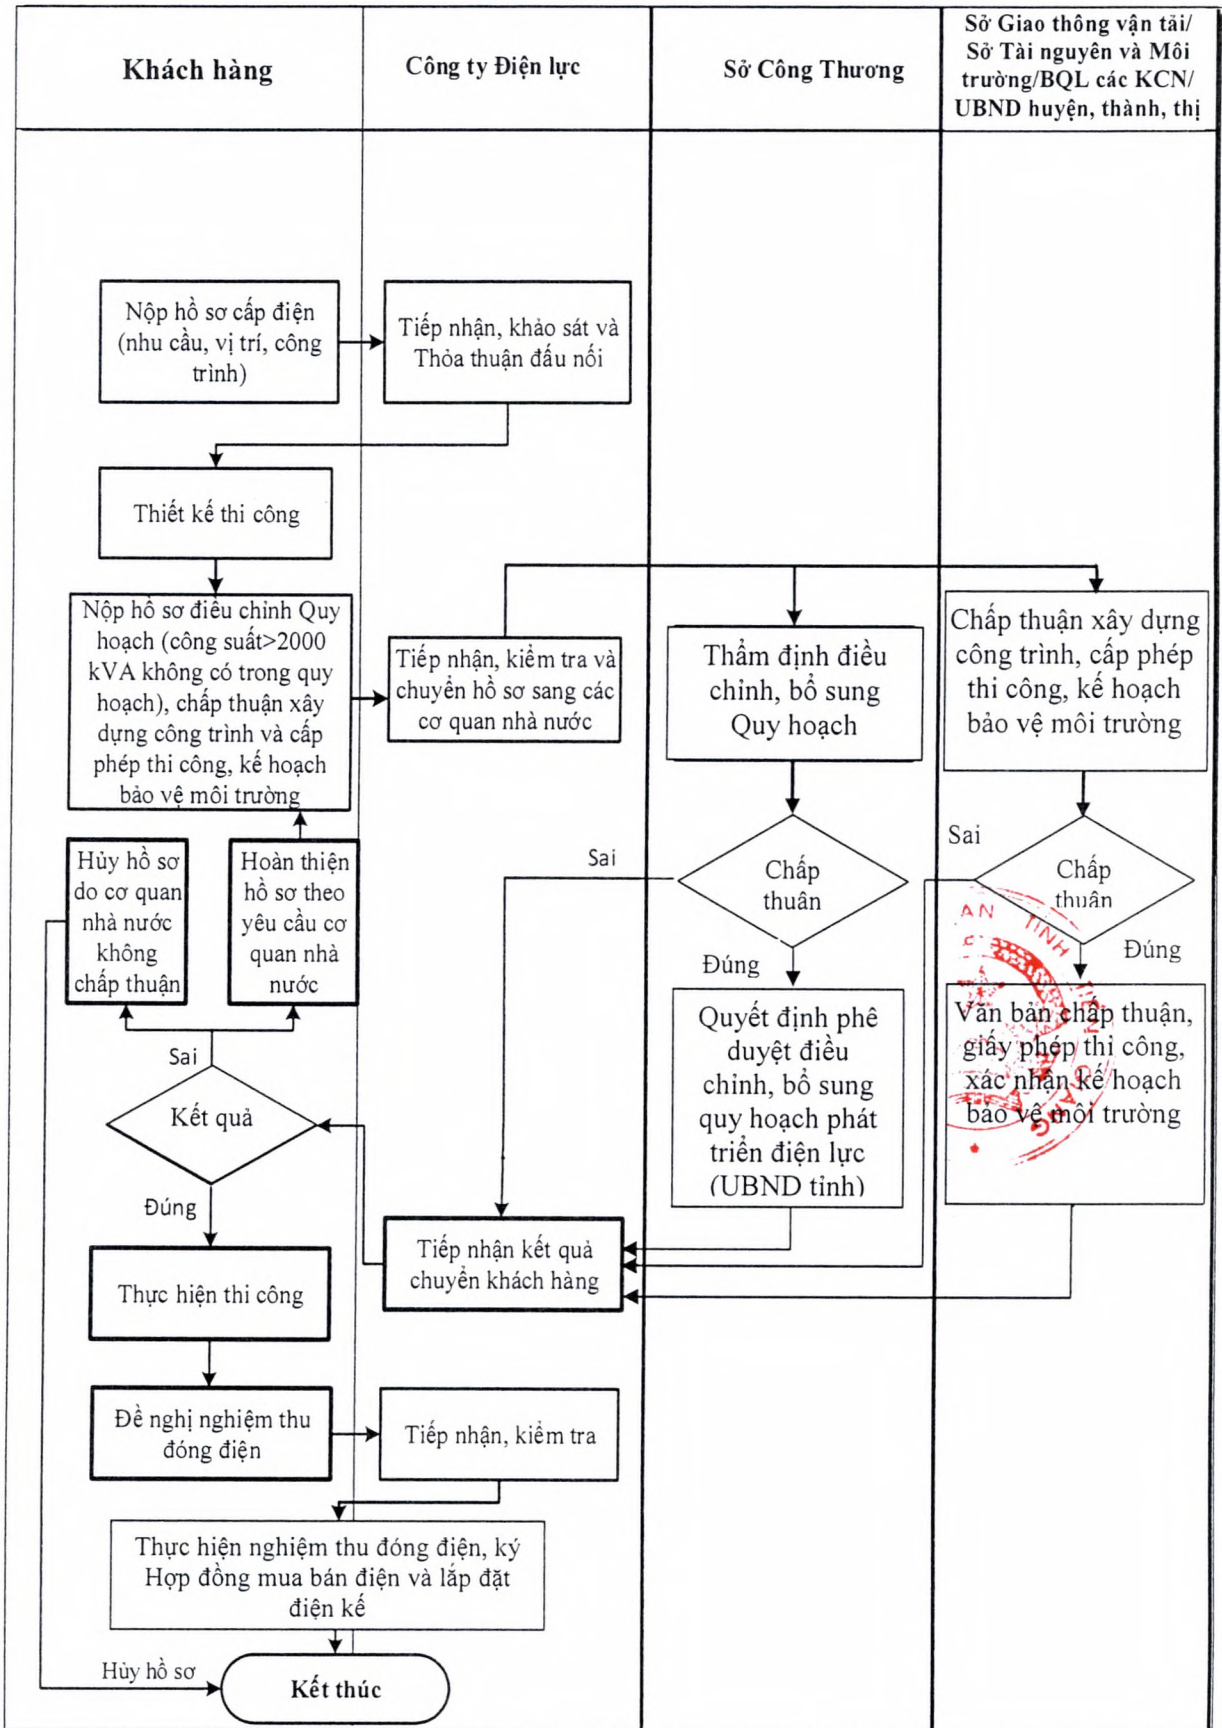 Khách hàng
Công ty Điện lực
Sở Công Thương
Sở Giao thông vận tải/
Sở Tài nguyên và Môi
trường/BQL các KCN/
UBND huyện, thành, thị
Nộp hồ sơ cấp điện
(nhu cầu, vị trí, công
trình)
Tiếp nhận, khảo sát và
Thỏa thuận đấu nối
Thiết kế thi công
Nộp hồ sơ điều chỉnh Quy
hoạch (công suất>2000
kVA không có trong quy
hoạch), chấp thuận xây
dựng công trình và cấp
phép thi công, kế hoạch
bảo vệ môi trường
Tiếp nhận, kiểm tra và
chuyển hồ sơ sang các
cơ quan nhà nước
Thẩm định điều
chỉnh, bổ sung
Quy hoạch
Chấp thuận xây dựng
công trình, cấp phép
thi công, kế hoạch
bảo vệ môi trường
Hủy hồ sơ
do cơ quan
nhà nước
không
chấp thuận
Hoàn thiện
hồ sơ theo
yêu cầu cơ
quan nhà
nước
Sai
Chấp
thuân
Sai
Chấp
thuân
Đúng
Đúng
Quyết định phê
duyệt điều
chỉnh, bổ sung
quy hoạch phát
triển điện lực
(UBND tỉnh)
Văn bản chấp thuận,
giấy phép thi công,
xác nhận kế hoạch
bảo vệ môi trường
AN TỈNH TIỀN GIANG
Sai
Kết quả
Đúng
Tiếp nhận kết quả
chuyển khách hàng
Thực hiện thi công
Đề nghị nghiệm thu
đóng điện
Tiếp nhận, kiểm tra
Thực hiện nghiệm thu đóng điện, ký
Hợp đồng mua bán điện và lắp đặt
điện kế
Hủy hồ sơ
Kết thúc